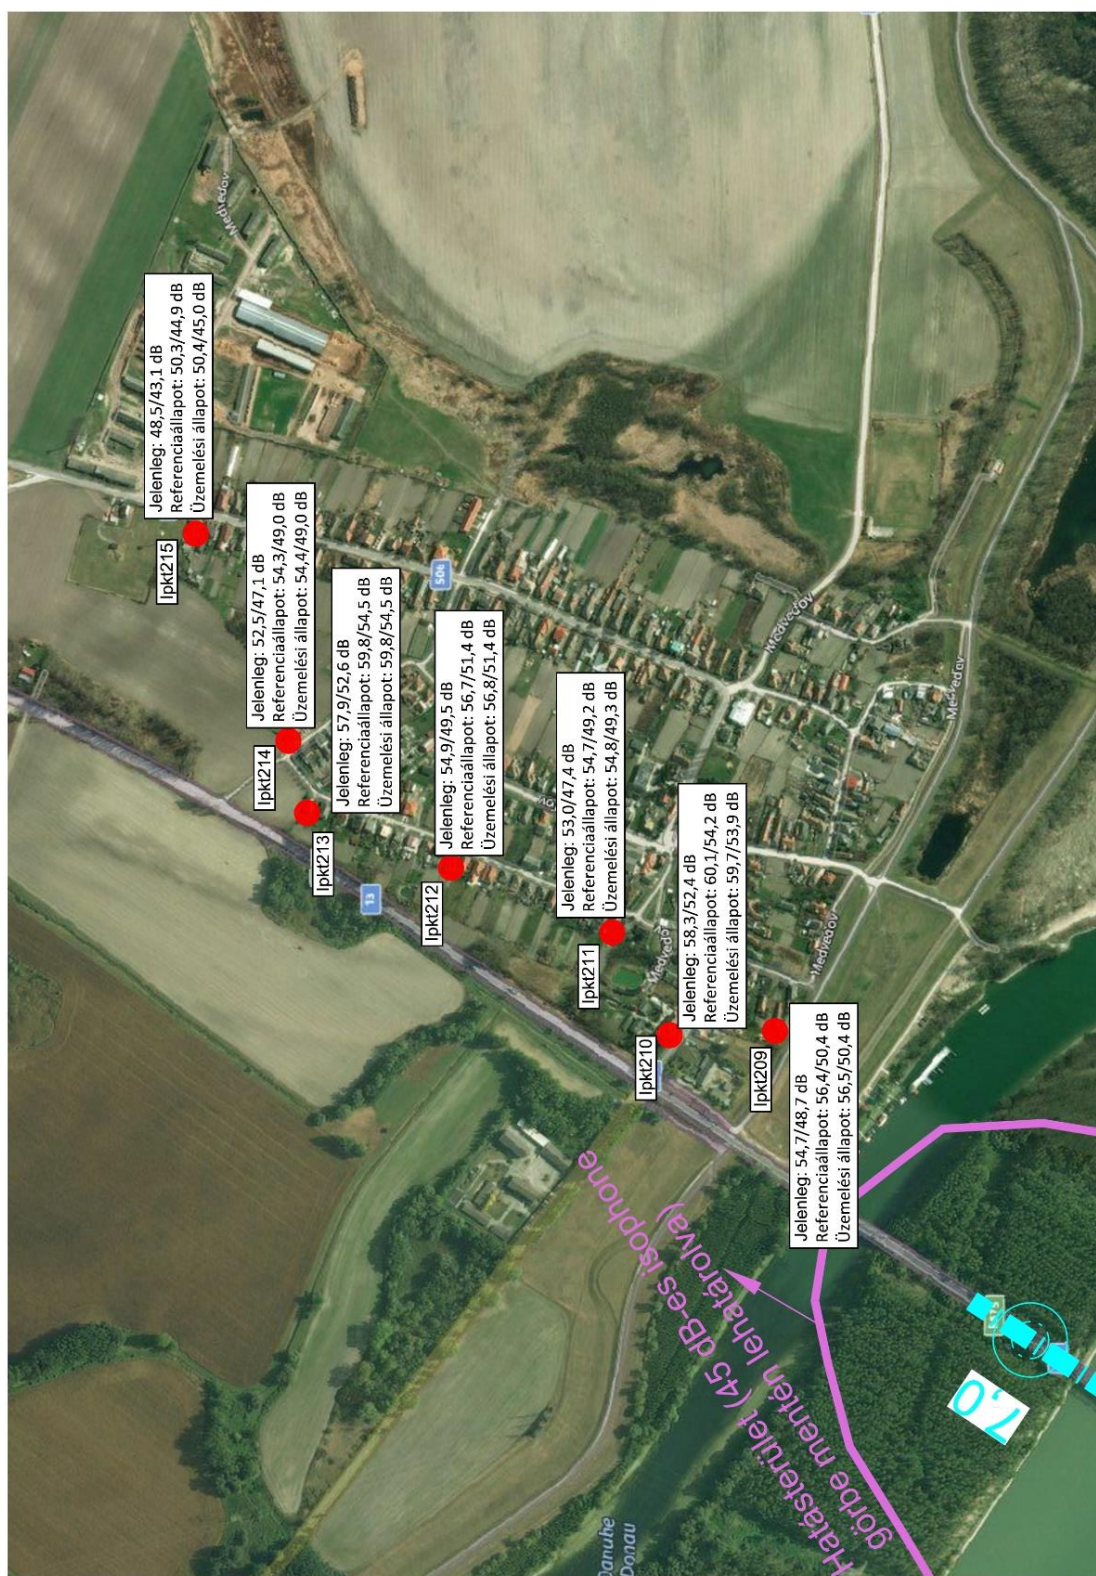 Ipkt215
Jelenleg: 48,5/43,1 dB
Referenciaállapot: 50,3/44,9 dB
Üzemelési állapot: 50,4/45,0 dB
Ipkt214
Jelenleg: 52,5/47,1 dB
Referenciaállapot: 54,3/49,0 dB
Üzemelési állapot: 54,4/49,0 dB
Ipkt213
Jelenleg: 57,9/52,6 dB
Referenciaállapot: 59,8/54,5 dB
Üzemelési állapot: 59,8/54,5 dB
Ipkt212
Jelenleg: 54,9/49,5 dB
Referenciaállapot: 56,7/51,4 dB
Üzemelési állapot: 56,8/51,4 dB
Ipkt211
Jelenleg: 53,0/47,4 dB
Referenciaállapot: 54,7/49,2 dB
Üzemelési állapot: 54,8/49,3 dB
Ipkt210
Jelenleg: 58,3/52,4 dB
Referenciaállapot: 60,1/54,2 dB
Üzemelési állapot: 59,7/53,9 dB
Ipkt209
Jelenleg: 54,7/48,7 dB
Referenciaállapot: 56,4/50,4 dB
Üzemelési állapot: 56,5/50,4 dB
Hatásterület (45 dB-es isophone
görbe mentén lehatárolva)
7,0
Medveďov
506
13
Medveďov
Medveďov
Medveďov
Danube
Donau